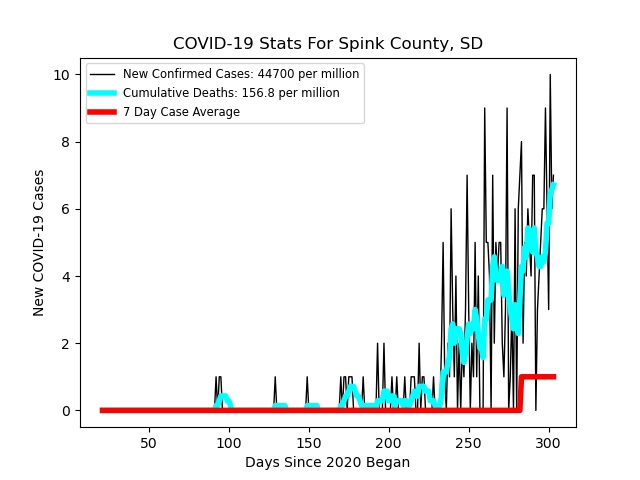 COVID-19 Stats For Spink County, SD
New Confirmed Cases: 44700 per million
Cumulative Deaths: 156.8 per million
7 Day Case Average
New COVID-19 Cases
10
8
6
4
2
0
50 100 150 200 250 300
Days Since 2020 Began